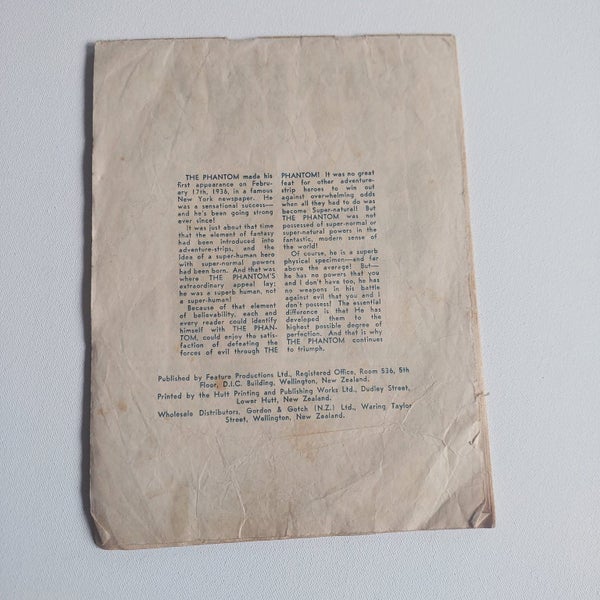 THE PHANTOM made his
first appearance on Febru-
ary 17th, 1936, in a famous
New York newspaper. He
was a sensational success—
and he's been going strong
ever since!
It was just about that time
that the element of fantasy
had been introduced into
adventure-strips, and the
idea of a super-human hero
with super-normal powers
had been born. And that was
where THE PHANTOM'S
extraordinary appeal lay;
he was a superb human, not
a super-human!
Because of that element
of believability, each and
every reader could identify
himself with THE PHAN-
TOM, could enjoy the satis-
faction of defeating the
forces of evil through THE
PHANTOM! It was no great
feat for other adventure-
strip heroes to win out
against overwhelming odds
when all they had to do was
become Super-natural! But
THE PHANTOM was not
possessed of super-normal or
super-natural powers in the
fantastic, modern sense of
the world!
Of course, he is a superb
physical specimen—and far
above the average! But—
he has no powers that you
and I don't have too, he has
no weapons in his battle
against evil that you and I
don't possess! The essential
difference is that He has
developed them to the
highest possible degree of
perfection. And that is why
THE PHANTOM continues
to triumph.
Published by Feature Productions Ltd., Registered Office, Room 536, 5th
Floor, D.I.C. Building, Wellington, New Zealand.
Printed by the Hutt Printing and Publishing Works Ltd., Dudley Street,
Lower Hutt, New Zealand.
Wholesale Distributors, Gordon & Gotch (N.Z.) Ltd., Waring Taylor
Street, Wellington, New Zealand.